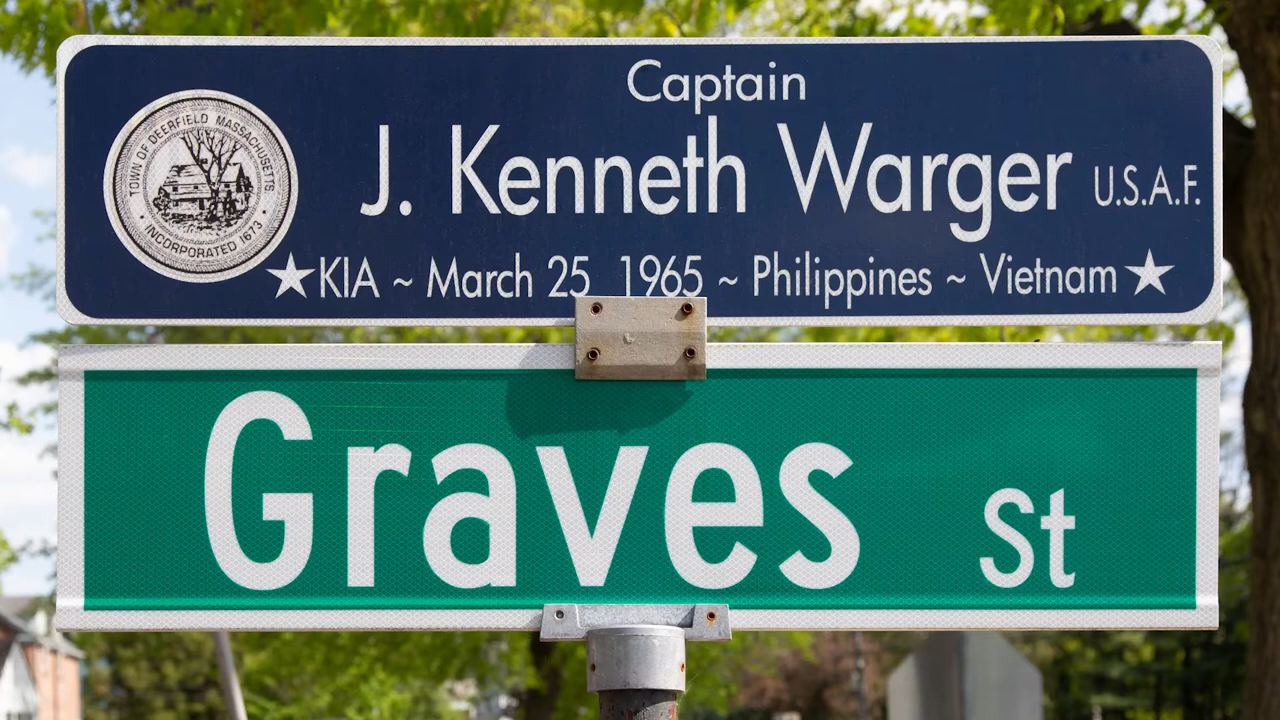 Captain
J. Kenneth Warger U.S.A.F.
KIA ~ March 25 1965 ~ Philippines ~ Vietnam
TOWN OF DEERFIELD MASSACHUSETTS.
• INCORPORATED 1673 •
Graves St